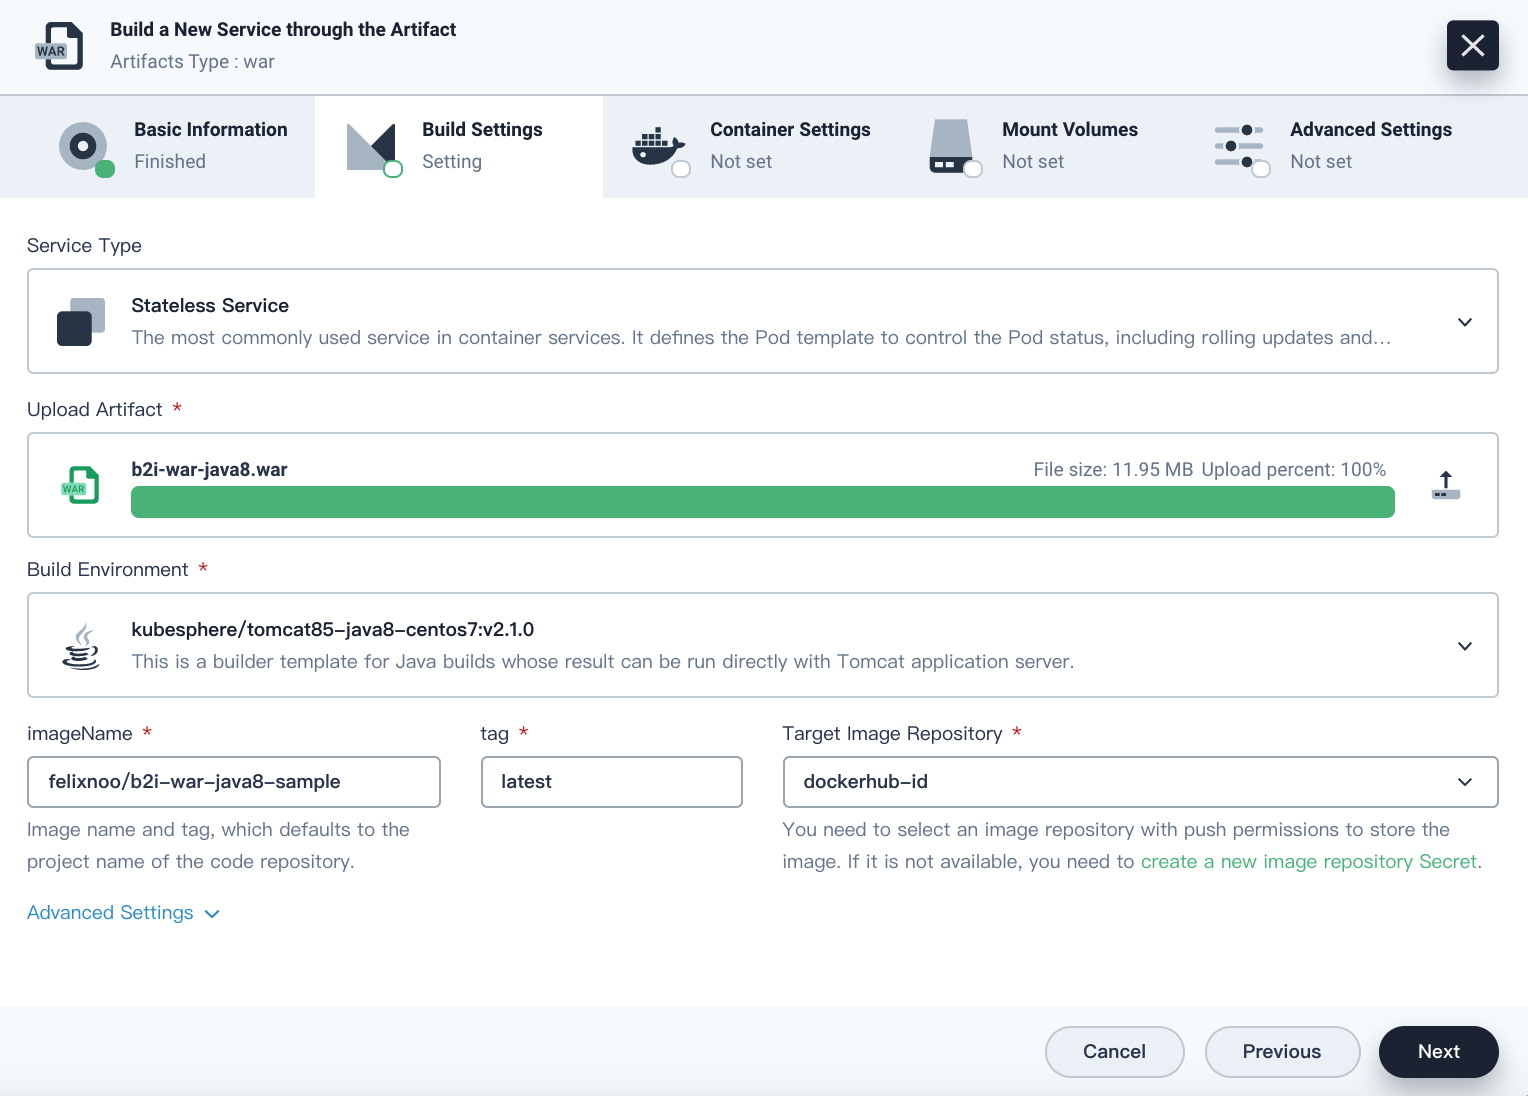 WAR
Build a New Service through the Artifact
Artifacts Type : war
Basic Information
Finished
Build Settings
Setting
Container Settings
Not set
Mount Volumes
Not set
Advanced Settings
Not set
Service Type
Stateless Service
The most commonly used service in container services. It defines the Pod template to control the Pod status, including rolling updates and...
Upload Artifact *
WAR
b2i-war-java8.war
File size: 11.95 MB Upload percent: 100%
Build Environment *
kubesphere/tomcat85-java8-centos7:v2.1.0
This is a builder template for Java builds whose result can be run directly with Tomcat application server.
imageName *
felixnoo/b2i-war-java8-sample
Image name and tag, which defaults to the
project name of the code repository.
tag *
latest
Target Image Repository *
dockerhub-id
You need to select an image repository with push permissions to store the
image. If it is not available, you need to create a new image repository Secret.
Advanced Settings
Cancel
Previous
Next